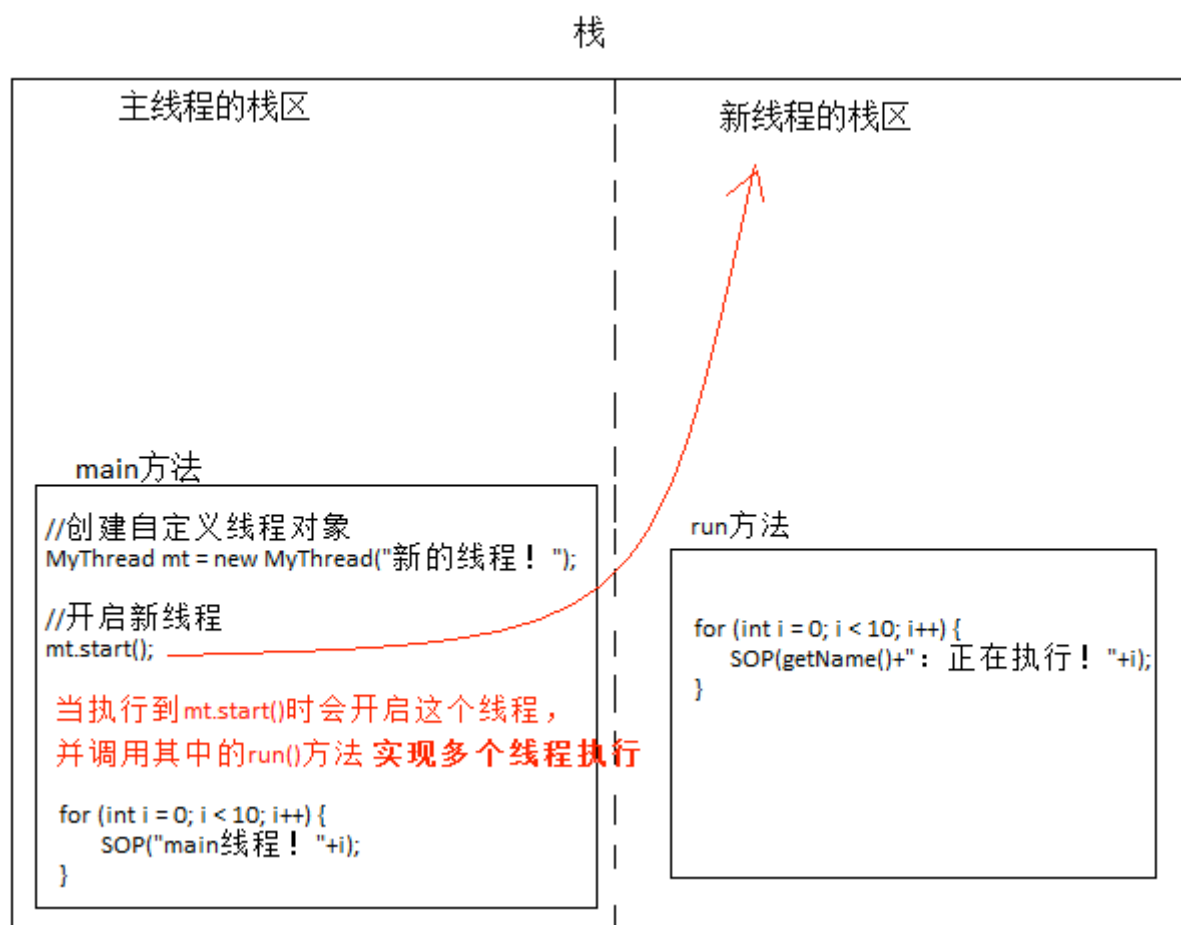 栈
主线程的栈区
新线程的栈区
main方法
//创建自定义线程对象
MyThread mt = new MyThread("新的线程！");
//开启新线程
mt.start();
当执行到mt.start()时会开启这个线程，
并调用其中的run()方法 实现多个线程执行
for (int i = 0; i < 10; i++) {
SOP("main线程！"+i);
}
run方法
for (int i = 0; i < 10; i++) {
SOP(getName()+"：正在执行！"+i);
}